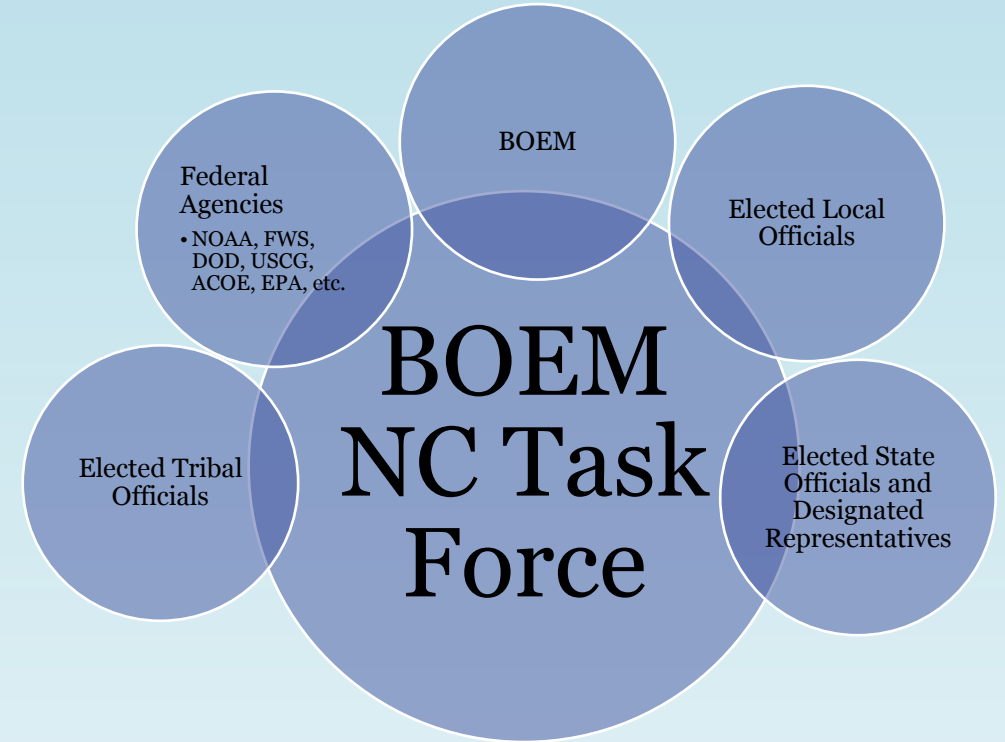 BOEM
Federal
Agencies
• NOAA, FWS,
DOD, USCG,
ACOE, EPA, etc.
Elected Local
Officials
BOEM
NC Task
Force
Elected Tribal
Officials
Elected State
Officials and
Designated
Representatives